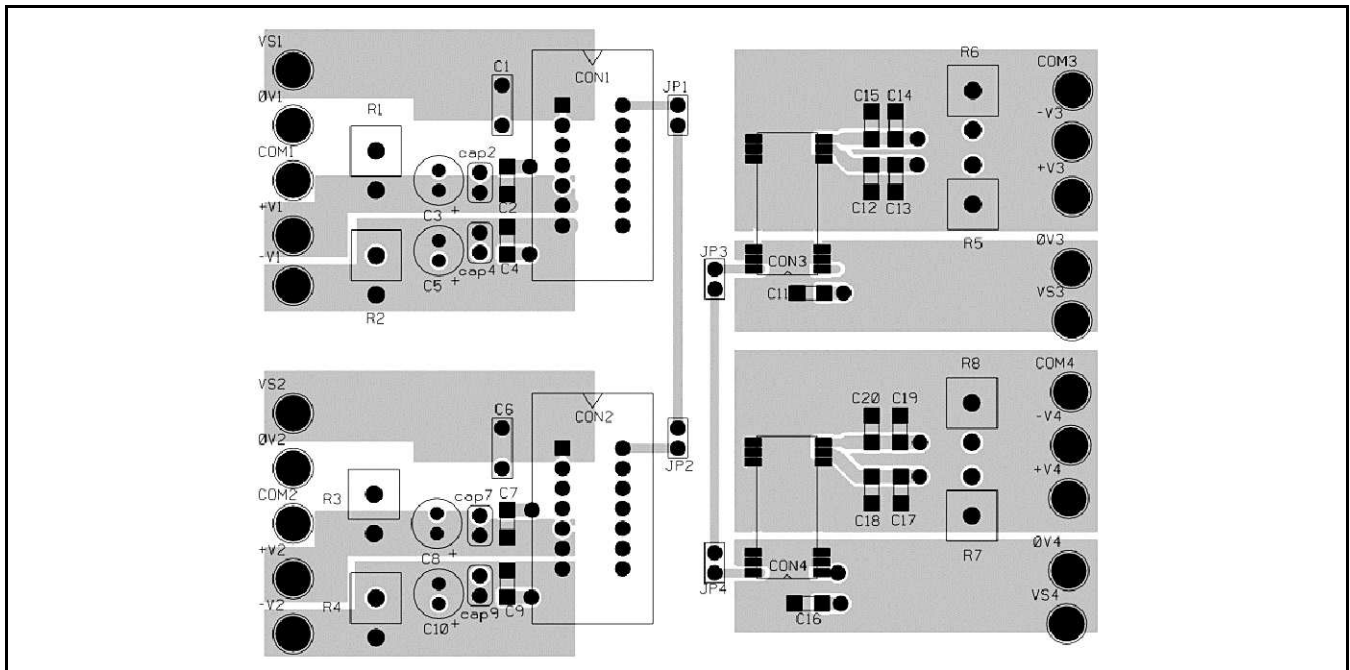 VS1
0V1
COM1
+V1
-V1
R1
R2
C1
CON1
cap2
C2
C3
+
cap4
C4
C5
+
JP1
VS2
0V2
COM2
+V2
-V2
R3
R4
C6
CON2
cap7
C7
C8
+
cap9
C9
C10
+
JP2
R6
COM3
-V3
+V3
C15 C14
C12 C13
R5
0V3
VS3
JP3
CON3
C11
R8
COM4
-V4
+V4
C20 C19
C18 C17
R7
0V4
VS4
JP4
CON4
C16